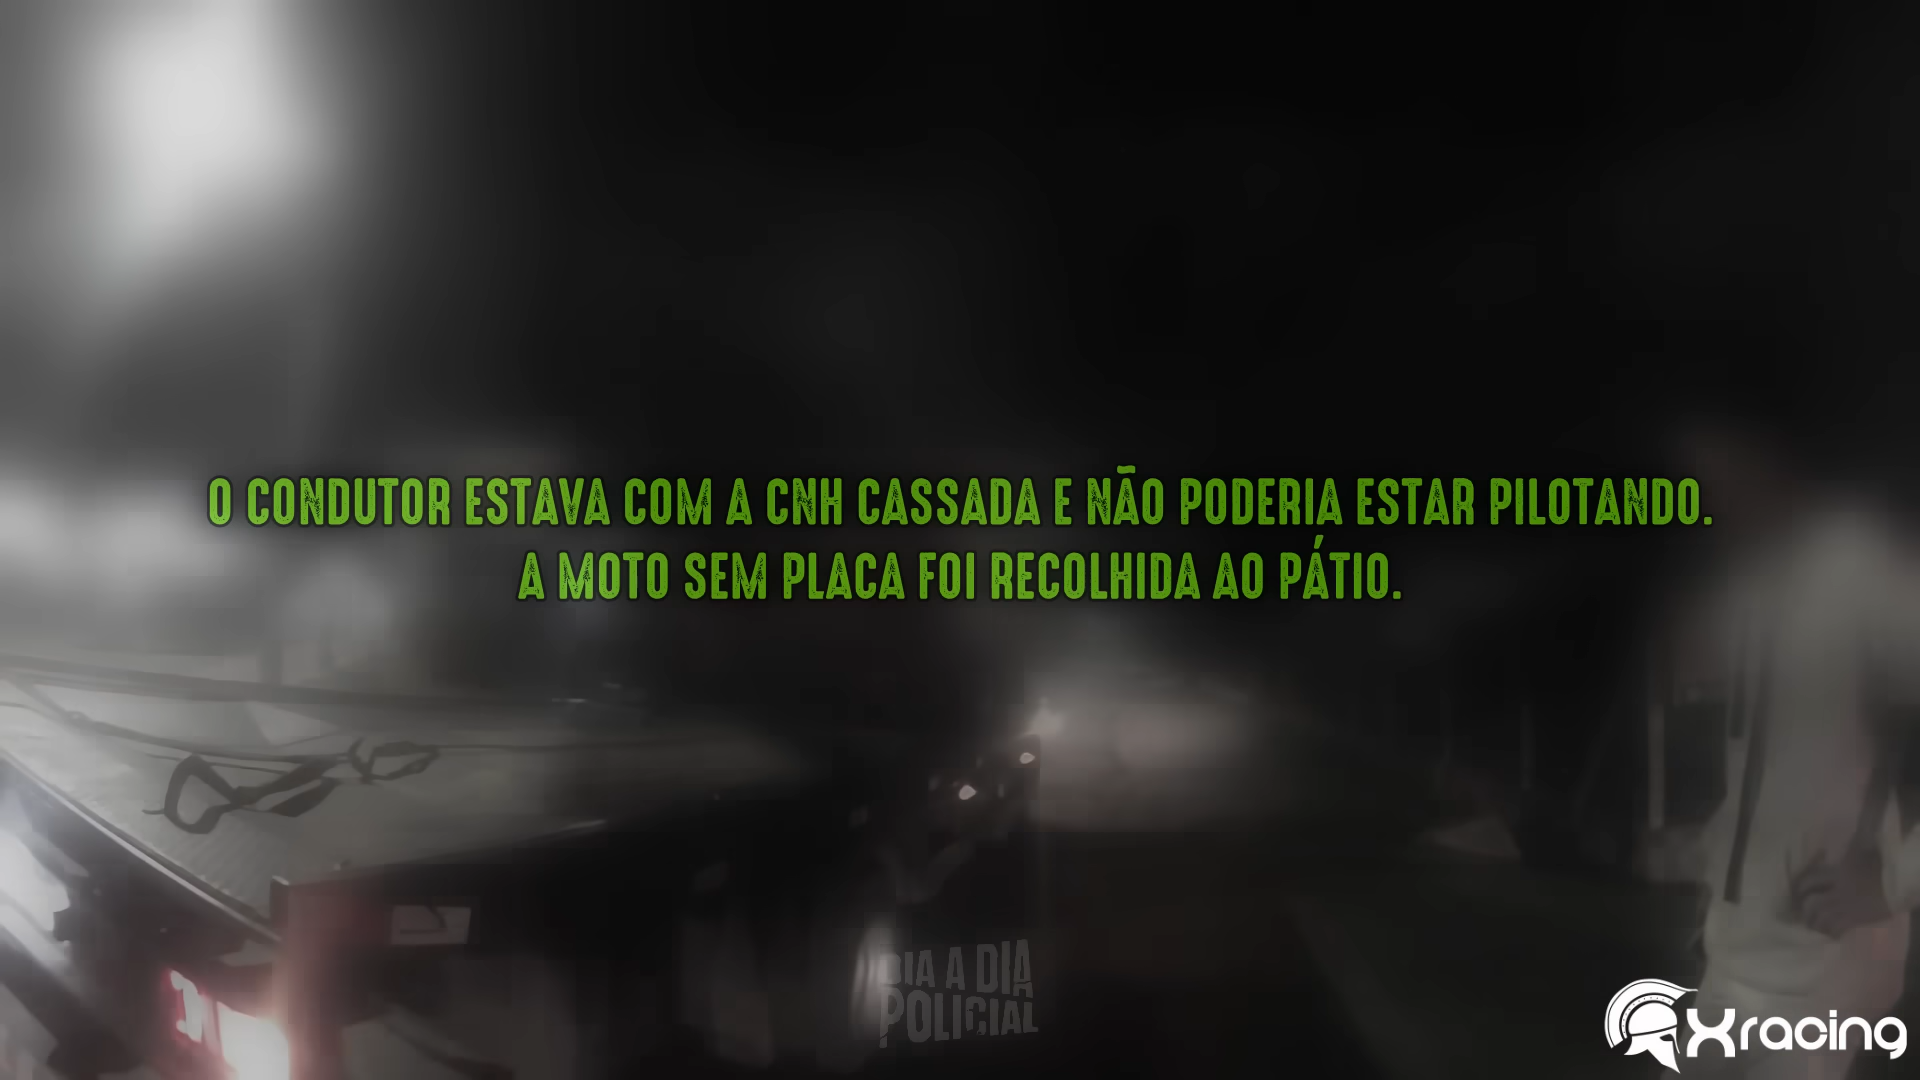 O CONDUTOR ESTAVA COM A CNH CASSADA E NÃO PODERIA ESTAR PILOTANDO.
A MOTO SEM PLACA FOI RECOLHIDA AO PÁTIO.
DIA A DIA
POLICIAL
Xracing